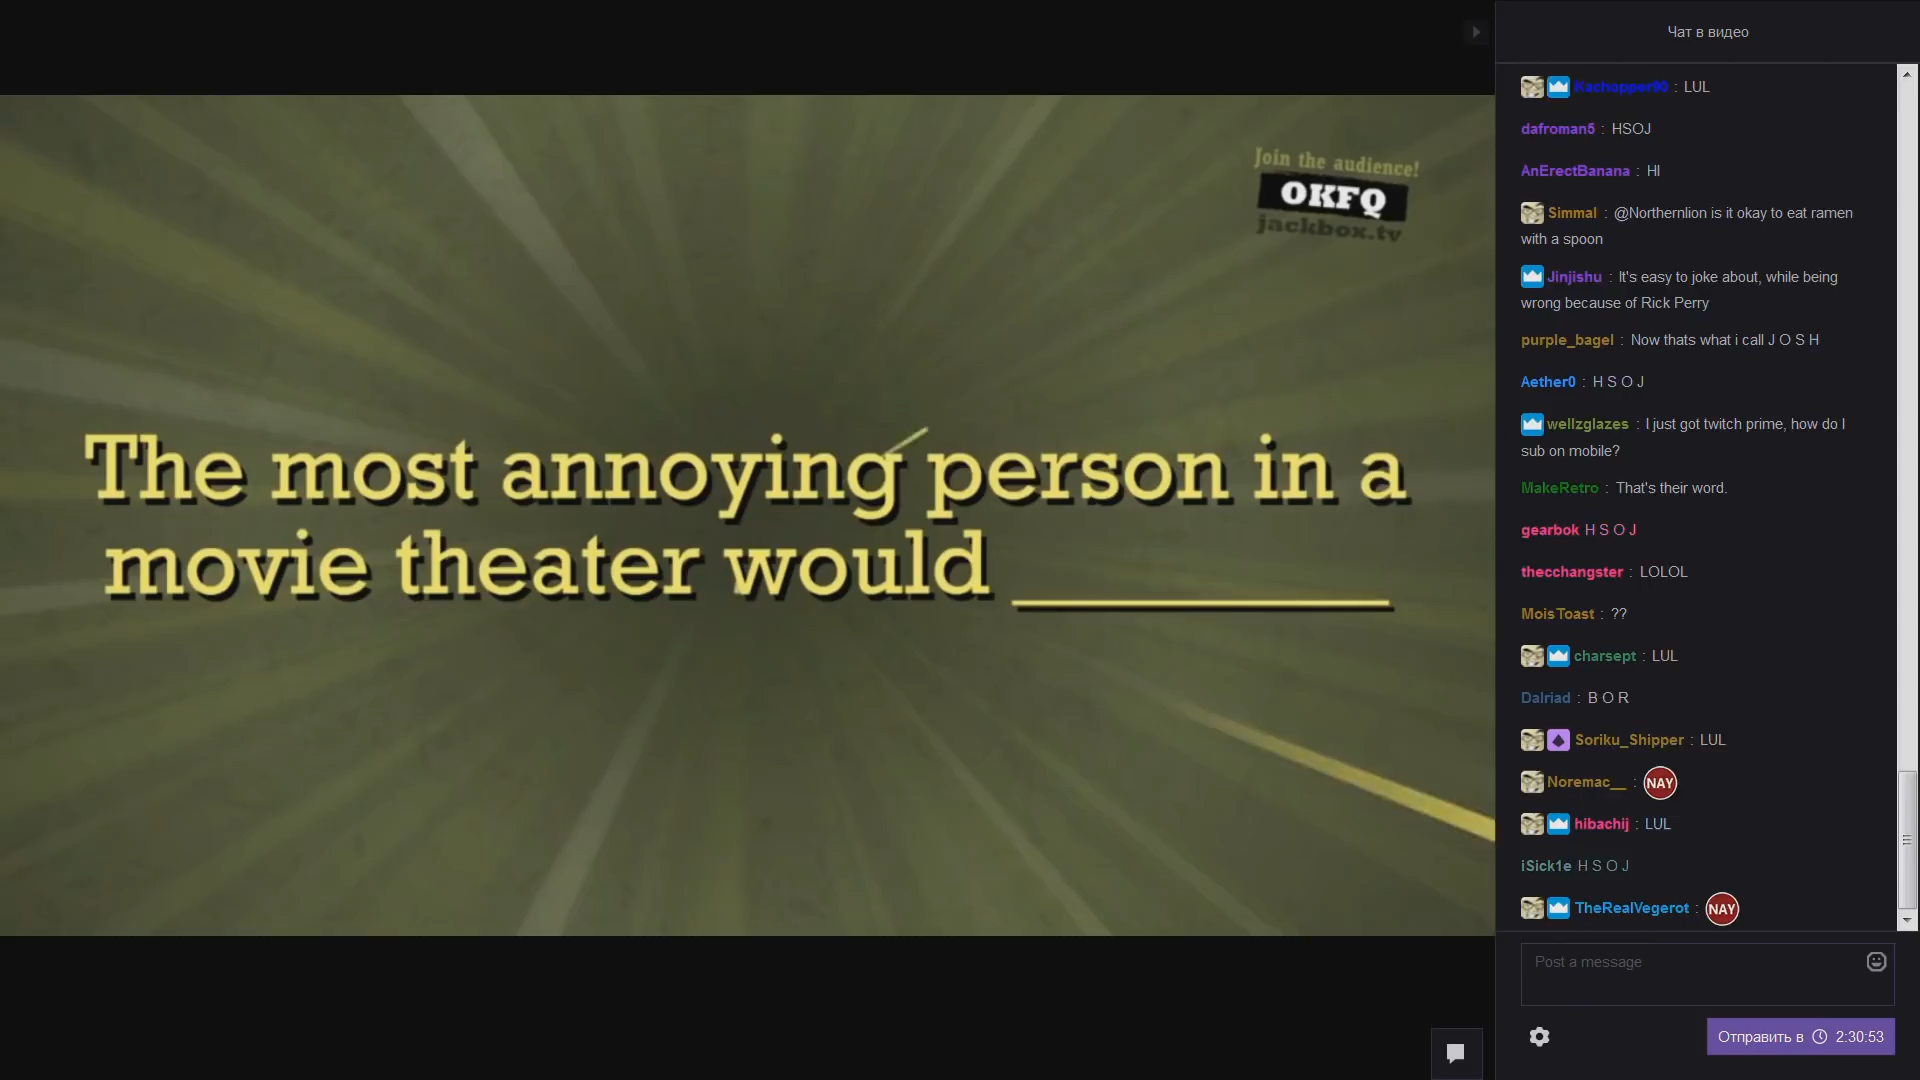 Join the audience!
OKFQ
jackbox.tv
The most annoying person in a
movie theater would ____________
Чат в видео
Kachopper90 : LUL
dafroman5 : HSOJ
AnErectBanana : HI
Simmal : @Northernlion is it okay to eat ramen
with a spoon
Jinjishu : It's easy to joke about, while being
wrong because of Rick Perry
purple_bagel : Now thats what i call J O S H
Aether0 : H S O J
wellzglazes : I just got twitch prime, how do I
sub on mobile?
MakeRetro : That's their word.
gearbok H S O J
thecchangster : LOLOL
MoisToast : ??
charsept : LUL
Dalriad : B O R
Soriku_Shipper : LUL
Noremac__ : NAY
hibachij : LUL
iSick1e H S O J
TheRealVegerot : NAY
Post a message
Отправить в 2:30:53